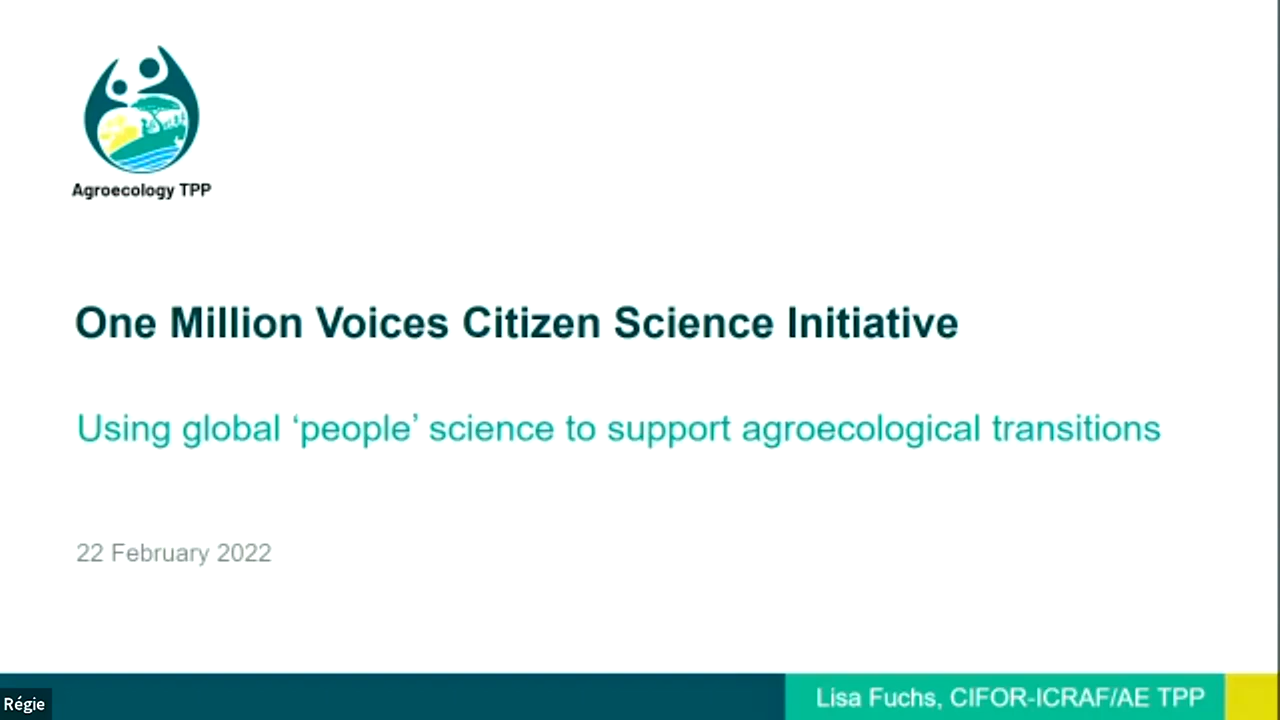 Agroecology TPP
One Million Voices Citizen Science Initiative
Using global ‘people’ science to support agroecological transitions
22 February 2022
Lisa Fuchs, CIFOR-ICRAF/AE TPP
Régie